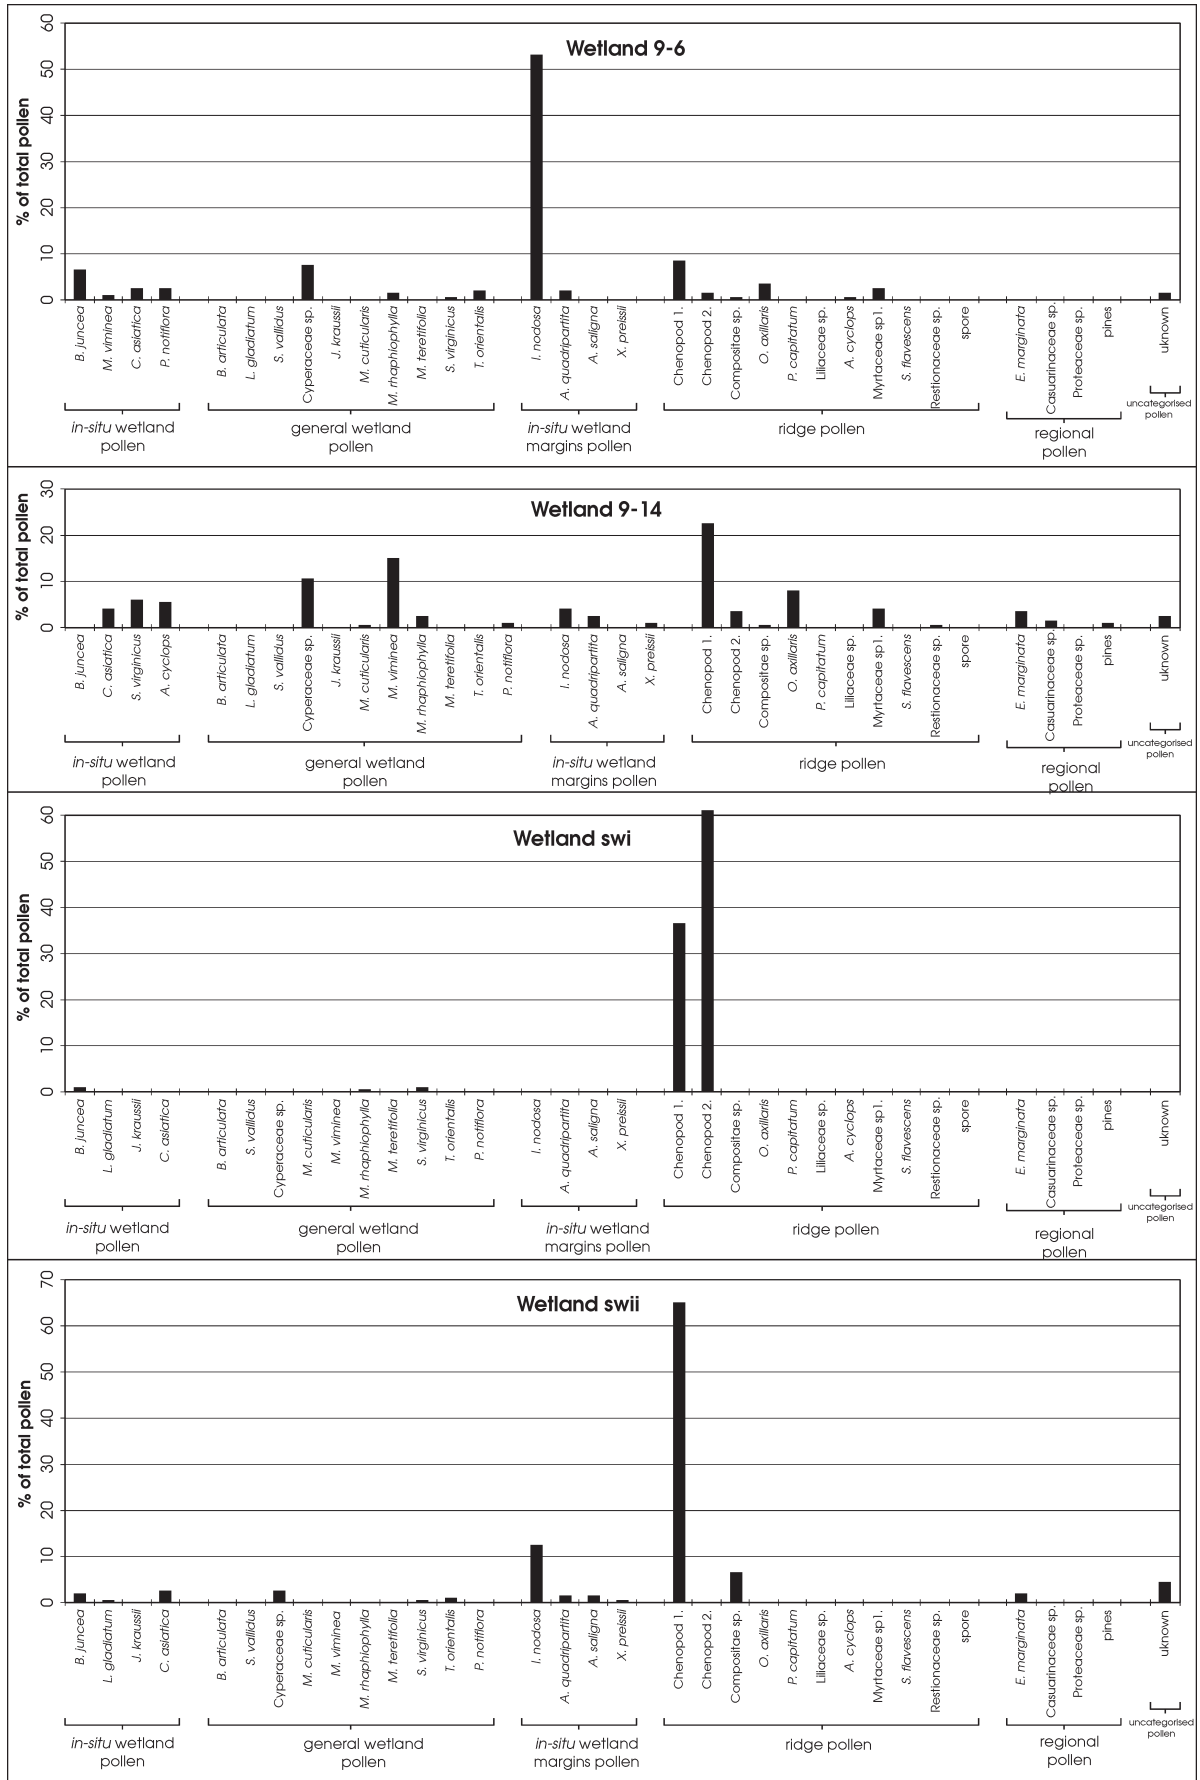 Wetland 9-6
% of total pollen
60
50
40
30
20
10
0
B. juncea
M. viminea
C. asiatica
P. notiflora
B. articulata
L. gladiatum
S. vallidus
Cyperaceae sp.
J. kraussii
M. cuticularis
M. rhaphiophylla
M. teretifolia
S. virginicus
T. orientalis
I. nodosa
A. quadripartita
A. saligna
X. preissii
Chenopod 1.
Chenopod 2.
Compositae sp.
O. axillaris
P. capitatum
Liliaceae sp.
A. cyclops
Myrtaceae sp1.
S. flavescens
Restionaceae sp.
spore
E. marginata
Casuarinaceae sp.
Proteaceae sp.
pines
uknown
in-situ wetland
pollen
general wetland
pollen
in-situ wetland
margins pollen
ridge pollen
regional
pollen
uncategorised
pollen
Wetland 9-14
% of total pollen
30
20
10
0
B. juncea
C. asiatica
S. virginicus
A. cyclops
B. articulata
L. gladiatum
S. vallidus
Cyperaceae sp.
J. kraussii
M. cuticularis
M. viminea
M. rhaphiophylla
M. teretifolia
T. orientalis
P. notiflora
I. nodosa
A. quadripartita
A. saligna
X. preissii
Chenopod 1.
Chenopod 2.
Compositae sp.
O. axillaris
P. capitatum
Liliaceae sp.
Myrtaceae sp1.
S. flavescens
Restionaceae sp.
spore
E. marginata
Casuarinaceae sp.
Proteaceae sp.
pines
uknown
in-situ wetland
pollen
general wetland
pollen
in-situ wetland
margins pollen
ridge pollen
regional
pollen
uncategorised
pollen
Wetland swi
% of total pollen
60
50
40
30
20
10
0
B. juncea
L. gladiatum
J. kraussii
C. asiatica
B. articulata
S. vallidus
Cyperaceae sp.
M. cuticularis
M. viminea
M. rhaphiophylla
M. teretifolia
S. virginicus
T. orientalis
P. notiflora
I. nodosa
A. quadripartita
A. saligna
X. preissii
Chenopod 1.
Chenopod 2.
Compositae sp.
O. axillaris
P. capitatum
Liliaceae sp.
A. cyclops
Myrtaceae sp1.
S. flavescens
Restionaceae sp.
spore
E. marginata
Casuarinaceae sp.
Proteaceae sp.
pines
uknown
in-situ wetland
pollen
general wetland
pollen
in-situ wetland
margins pollen
ridge pollen
regional
pollen
uncategorised
pollen
Wetland swii
% of total pollen
70
60
50
40
30
20
10
0
B. juncea
L. gladiatum
J. kraussii
C. asiatica
B. articulata
S. vallidus
Cyperaceae sp.
M. cuticularis
M. viminea
M. rhaphiophylla
M. teretifolia
S. virginicus
T. orientalis
P. notiflora
I. nodosa
A. quadripartita
A. saligna
X. preissii
Chenopod 1.
Chenopod 2.
Compositae sp.
O. axillaris
P. capitatum
Liliaceae sp.
A. cyclops
Myrtaceae sp1.
S. flavescens
Restionaceae sp.
spore
E. marginata
Casuarinaceae sp.
Proteaceae sp.
pines
uknown
in-situ wetland
pollen
general wetland
pollen
in-situ wetland
margins pollen
ridge pollen
regional
pollen
uncategorised
pollen